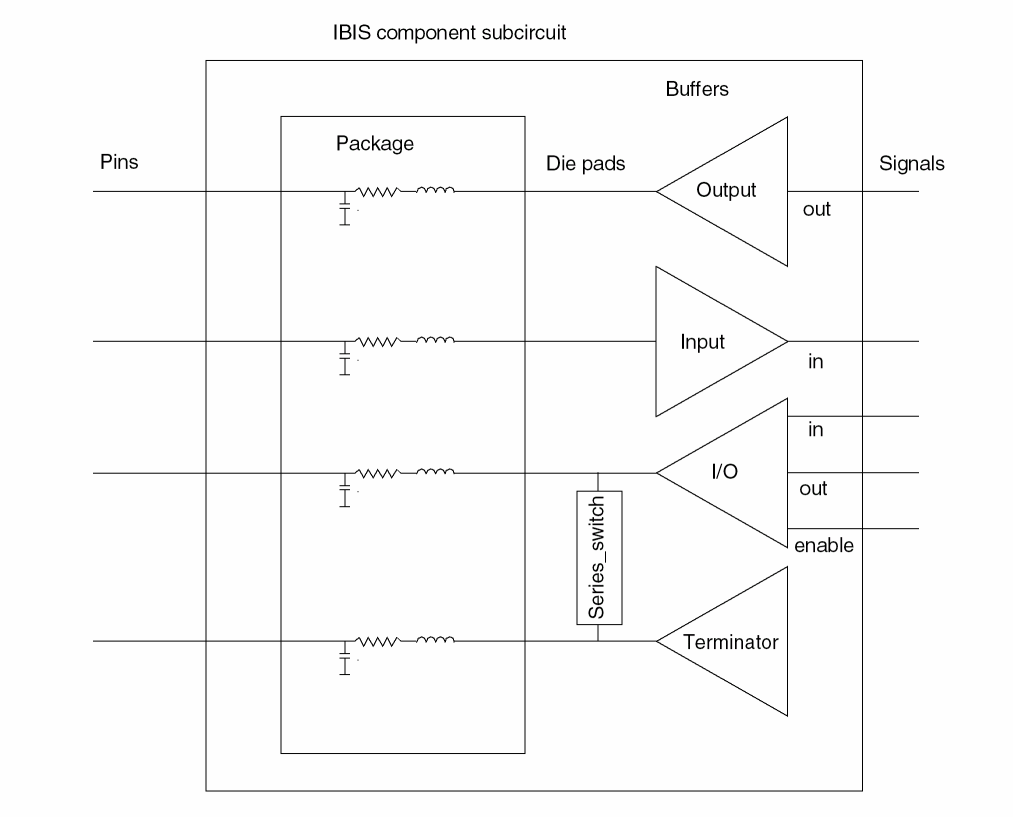 IBIS component subcircuit
Buffers
Package
Pins
Die pads
Signals
Output
out
Input
in
in
I/O
out
Series_switch
enable
Terminator